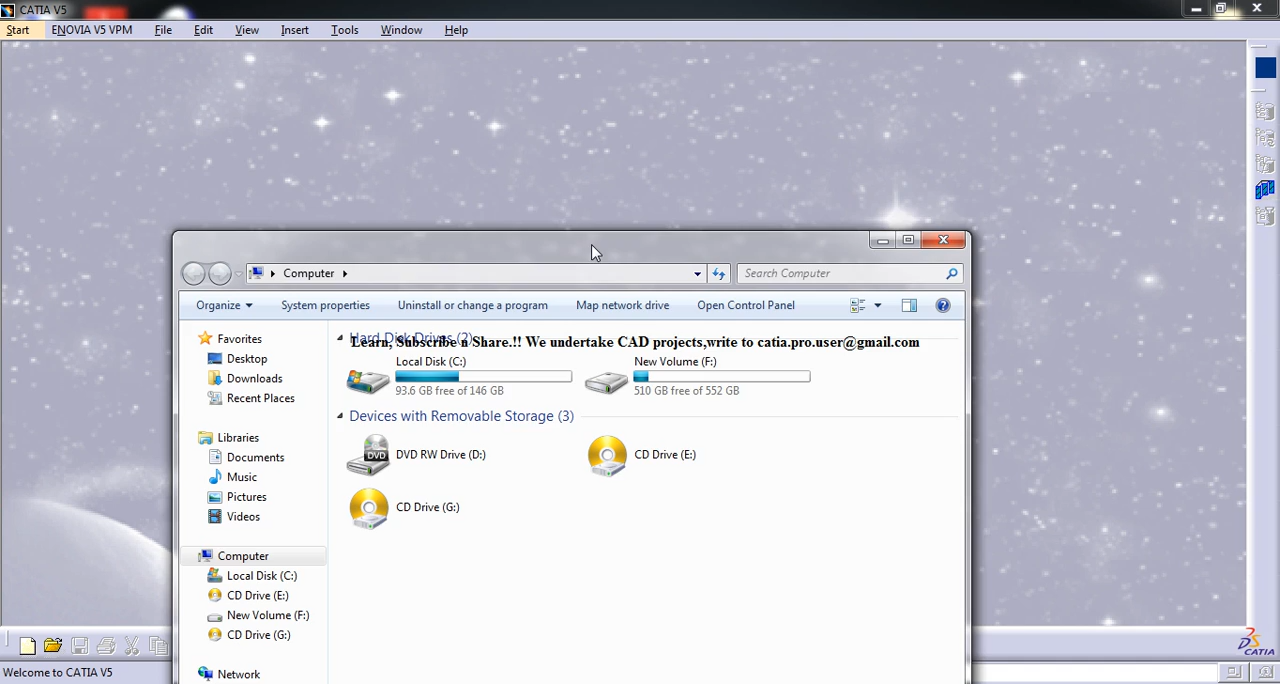 CATIA V5
Start ENOVIA V5 VPM File Edit View Insert Tools Window Help
Computer
Search Computer
Organize System properties Uninstall or change a program Map network drive Open Control Panel
Favorites
Desktop
Downloads
Recent Places
Libraries
Documents
Music
Pictures
Videos
Computer
Local Disk (C:)
CD Drive (E:)
New Volume (F:)
CD Drive (G:)
Network
Hard Disk Drives (2)
Learn, Subscribe n Share.!! We undertake CAD projects,write to catia.pro.user@gmail.com
Local Disk (C:)
93.6 GB free of 146 GB
New Volume (F:)
510 GB free of 552 GB
Devices with Removable Storage (3)
DVD
DVD RW Drive (D:)
CD Drive (E:)
CD Drive (G:)
CATIA
Welcome to CATIA V5